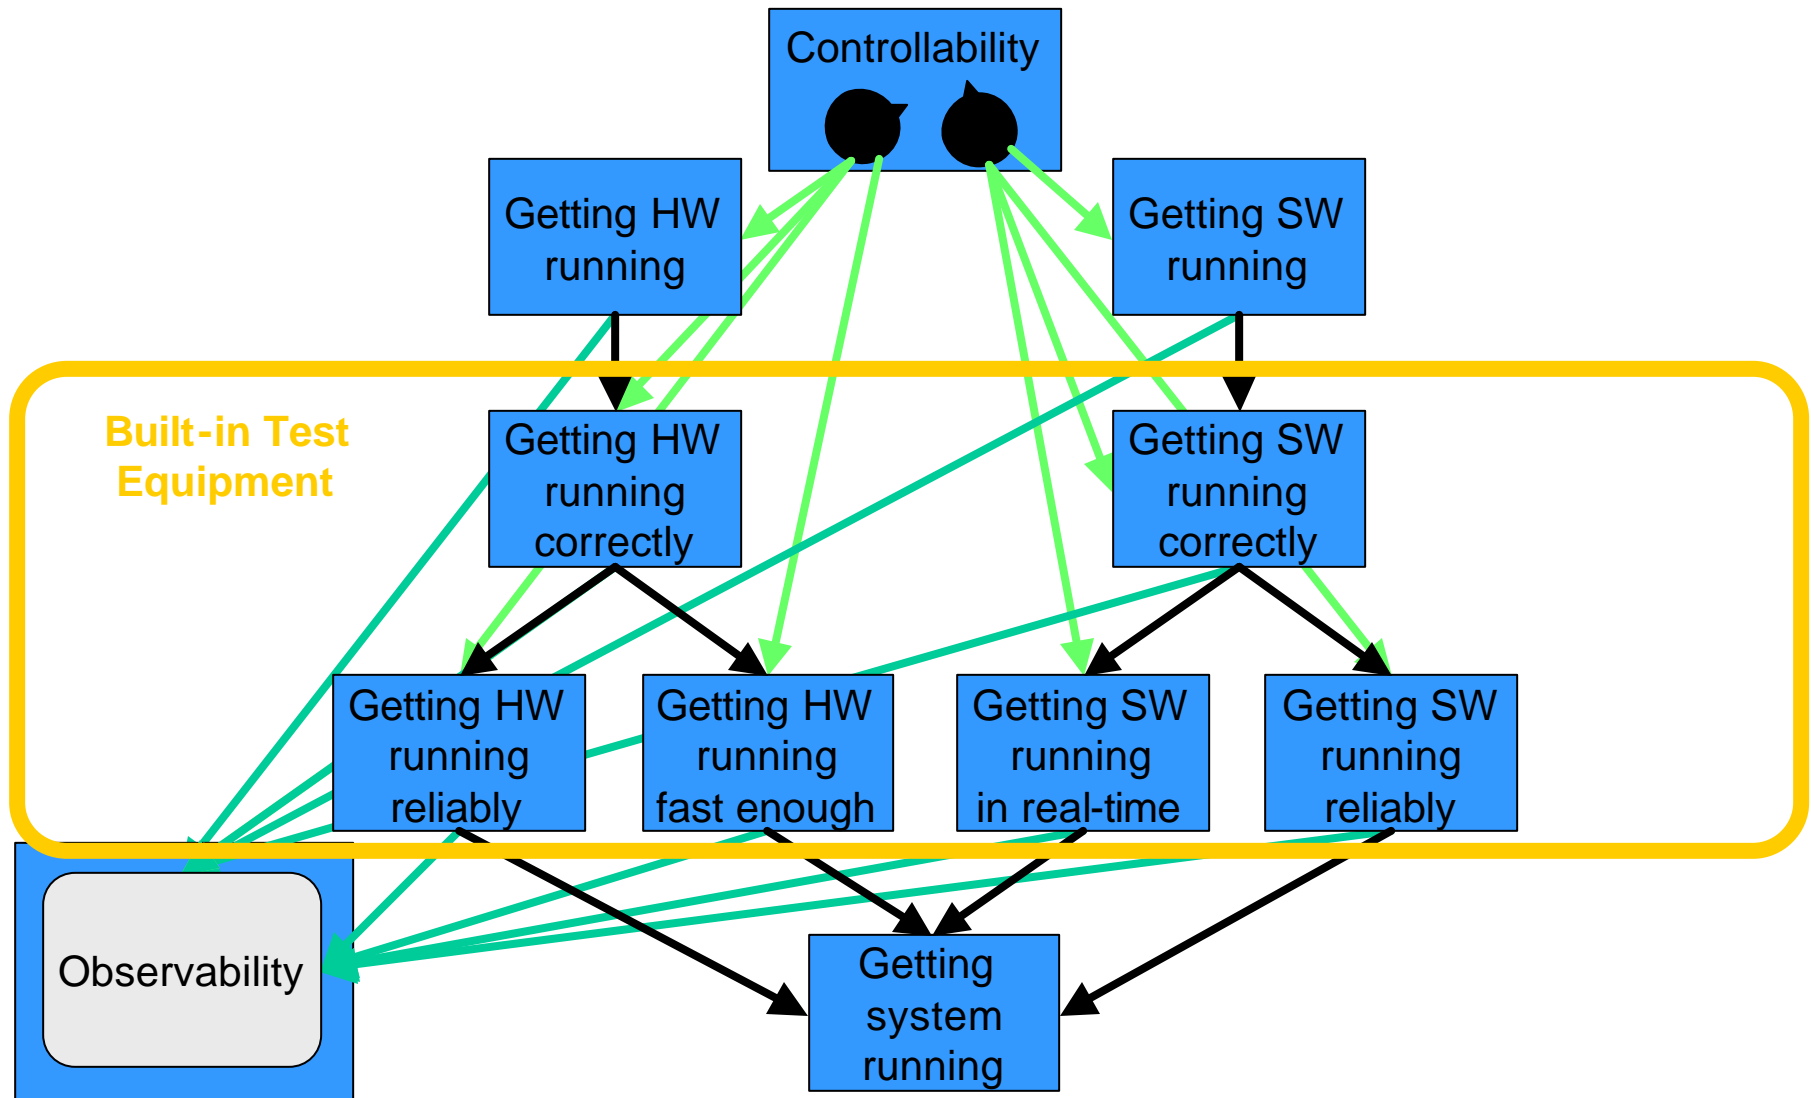 Controllability
Getting HW
running
Getting SW
running
Built-in Test
Equipment
Getting HW
running
correctly
Getting SW
running
correctly
Getting HW
running
reliably
Getting HW
running
fast enough
Getting SW
running
in real-time
Getting SW
running
reliably
Observability
Getting
system
running